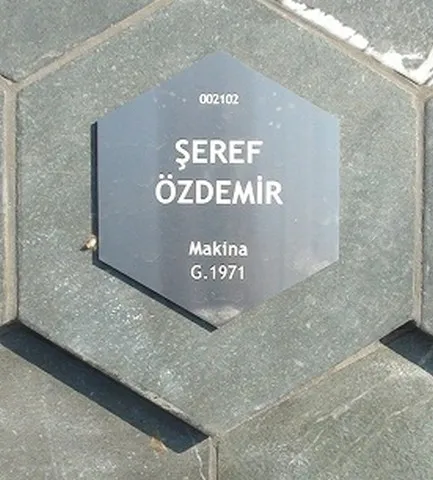 002102
ŞEREF
ÖZDEMİR
Makina
G.1971